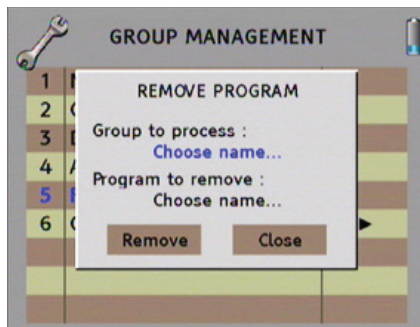 GROUP MANAGEMENT
1
REMOVE PROGRAM
2
Group to process :
3
Choose name...
4
Program to remove :
5
Choose name...
6
Remove Close